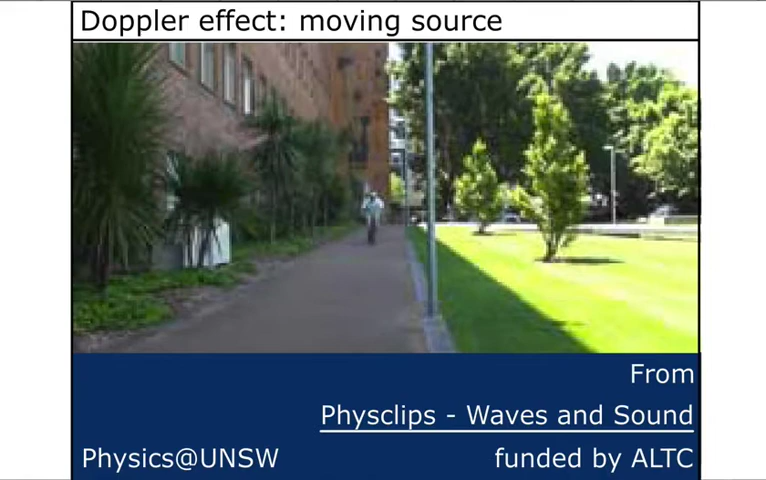 Doppler effect: moving source
From
Physclips - Waves and Sound
Physics@UNSW funded by ALTC